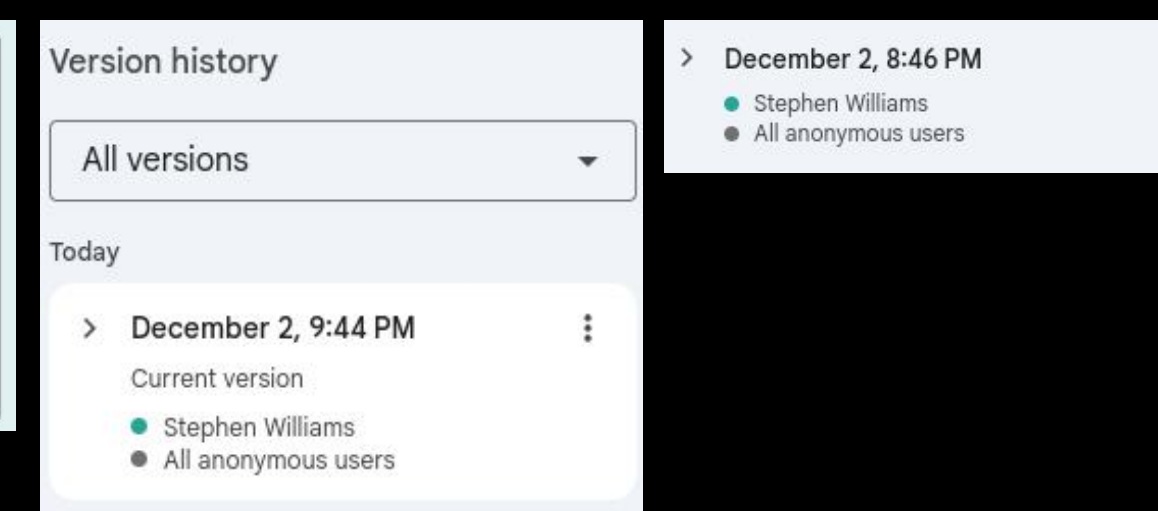 Version history
All versions
Today
December 2, 9:44 PM
Current version
Stephen Williams
All anonymous users
December 2, 8:46 PM
Stephen Williams
All anonymous users